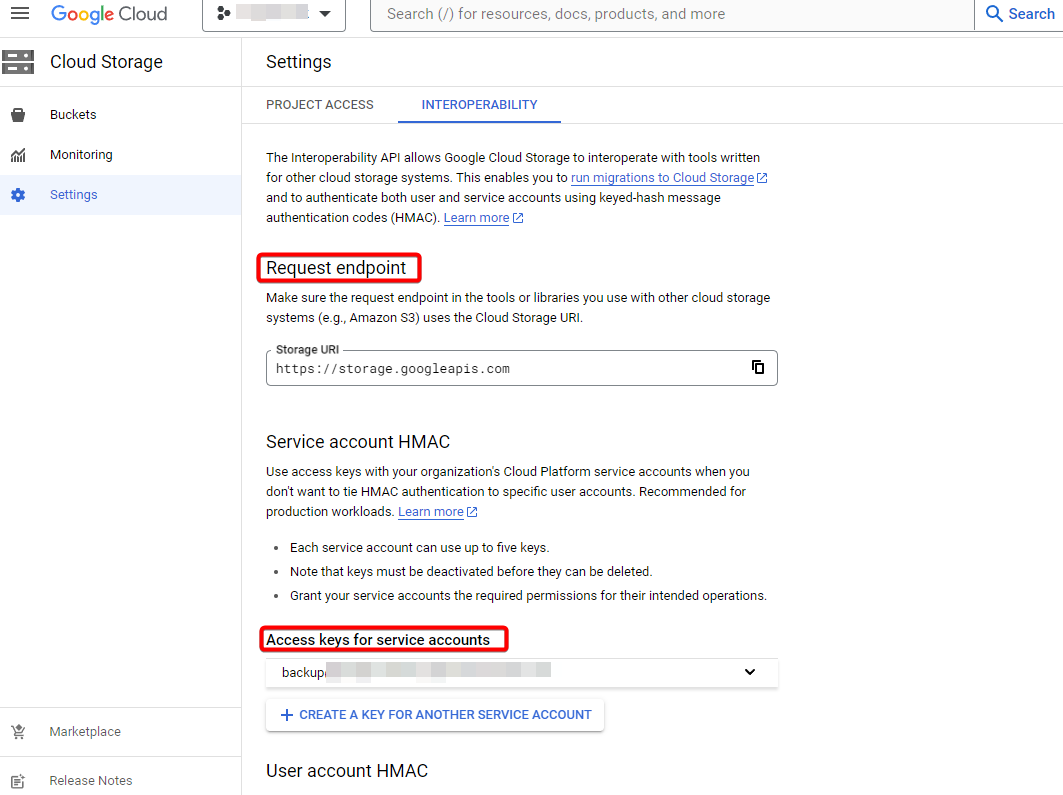 Google Cloud
Search (/) for resources, docs, products, and more
Search
Cloud Storage
Settings
Buckets
Monitoring
Settings
PROJECT ACCESS
INTEROPERABILITY
The Interoperability API allows Google Cloud Storage to interoperate with tools written
for other cloud storage systems. This enables you to run migrations to Cloud Storage
and to authenticate both user and service accounts using keyed-hash message
authentication codes (HMAC). Learn more
Request endpoint
Make sure the request endpoint in the tools or libraries you use with other cloud storage
systems (e.g., Amazon S3) uses the Cloud Storage URI.
Storage URI
https://storage.googleapis.com
Service account HMAC
Use access keys with your organization's Cloud Platform service accounts when you
don't want to tie HMAC authentication to specific user accounts. Recommended for
production workloads. Learn more
• Each service account can use up to five keys.
• Note that keys must be deactivated before they can be deleted.
• Grant your service accounts the required permissions for their intended operations.
Access keys for service accounts
backup
+ CREATE A KEY FOR ANOTHER SERVICE ACCOUNT
User account HMAC
Marketplace
Release Notes